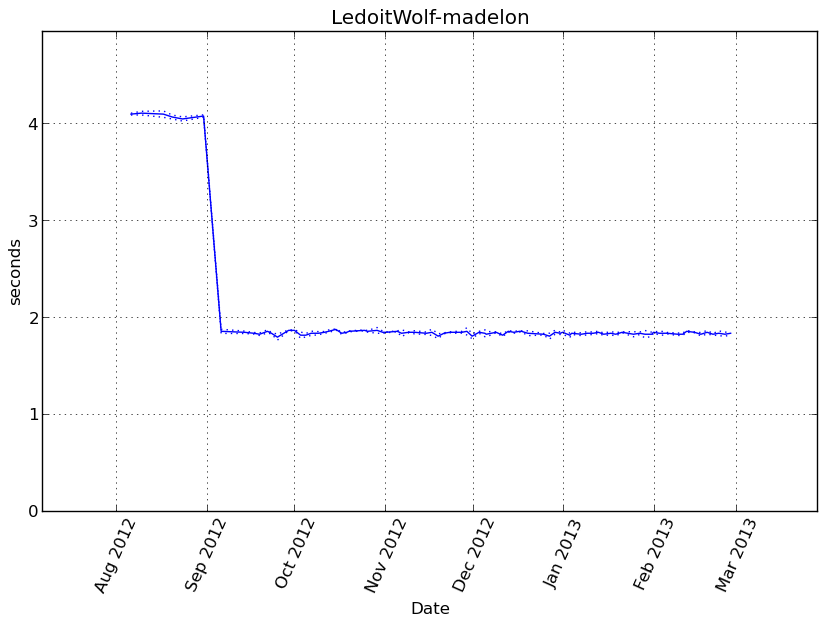 LedoitWolf-madelon
seconds
4
3
2
1
0
Aug 2012
Sep 2012
Oct 2012
Nov 2012
Dec 2012
Jan 2013
Feb 2013
Mar 2013
Date